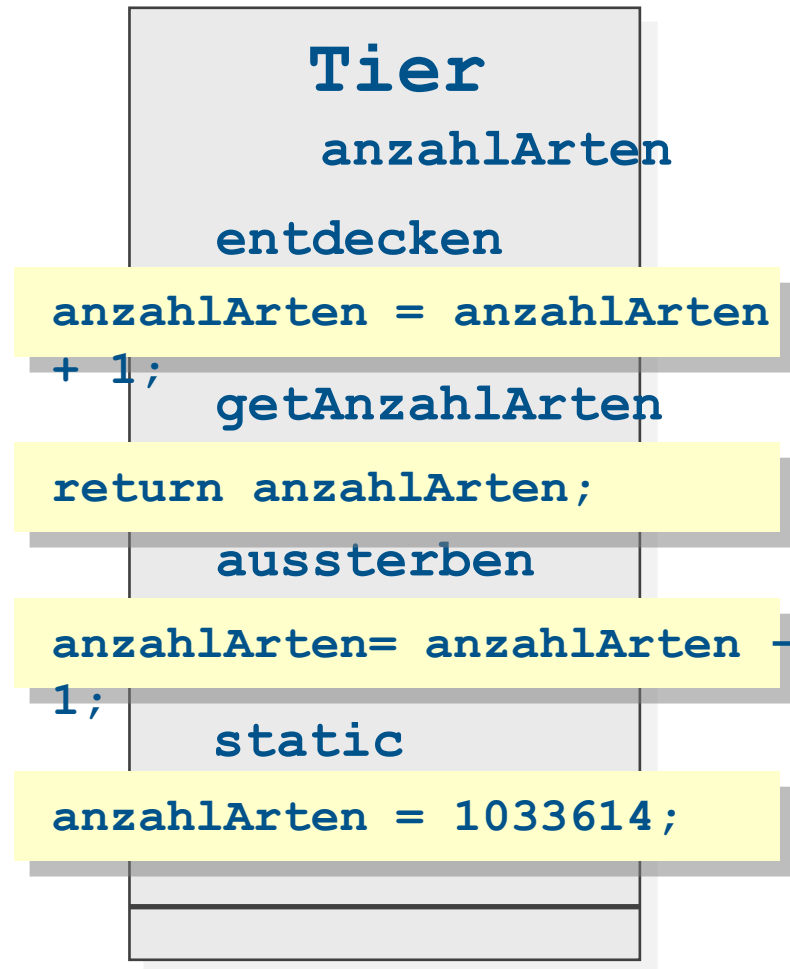 Tier
anzahlArten
entdecken
anzahlArten = anzahlArten
+ 1;
getAnzahlArten
return anzahlArten;
aussterben
anzahlArten= anzahlArten -
1;
static
anzahlArten = 1033614;